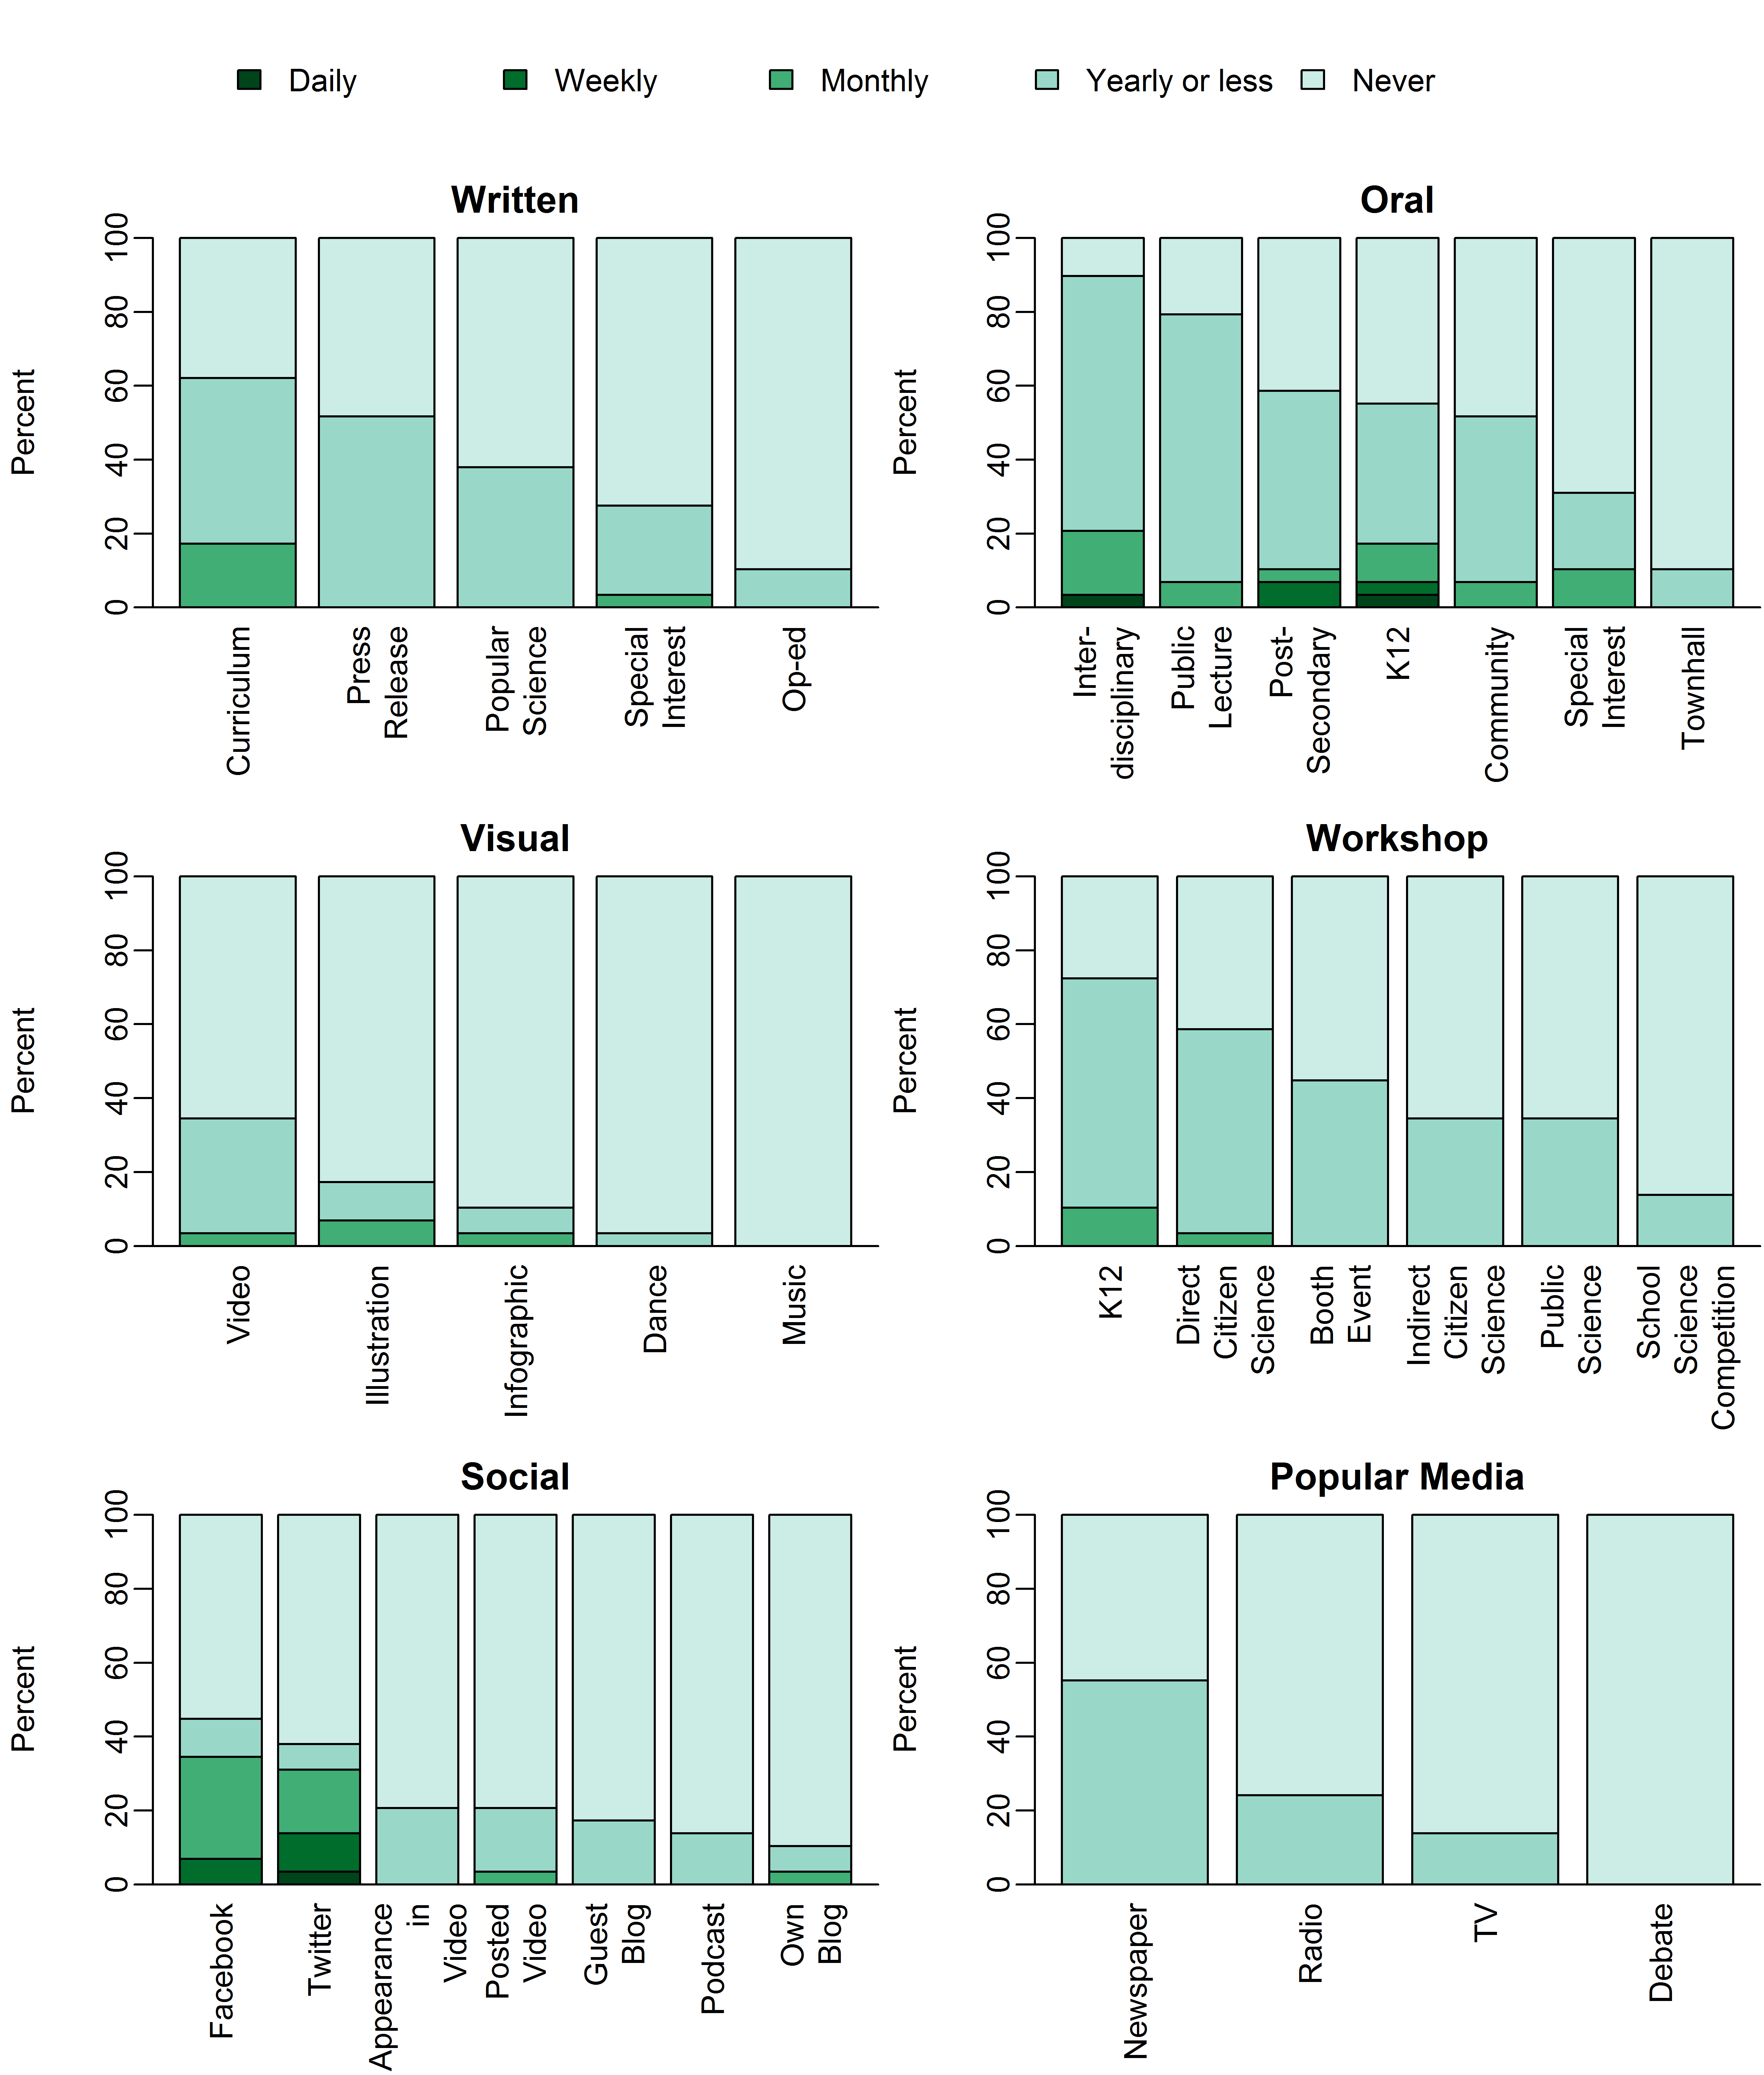 Daily
Weekly
Monthly
Yearly or less
Never
Written
Percent
0
20
40
60
80
100
Curriculum
Press
Release
Popular
Science
Special
Interest
Op-ed
Oral
Percent
0
20
40
60
80
100
Inter-
disciplinary
Public
Lecture
Post-
Secondary
K12
Community
Special
Interest
Townhall
Visual
Percent
0
20
40
60
80
100
Video
Illustration
Infographic
Dance
Music
Workshop
Percent
0
20
40
60
80
100
K12
Direct
Citizen
Science
Booth
Event
Indirect
Citizen
Science
Public
Science
School
Science
Competition
Social
Percent
0
20
40
60
80
100
Facebook
Twitter
Appearance
in
Video
Posted
Video
Guest
Blog
Podcast
Own
Blog
Popular Media
Percent
0
20
40
60
80
100
Newspaper
Radio
TV
Debate